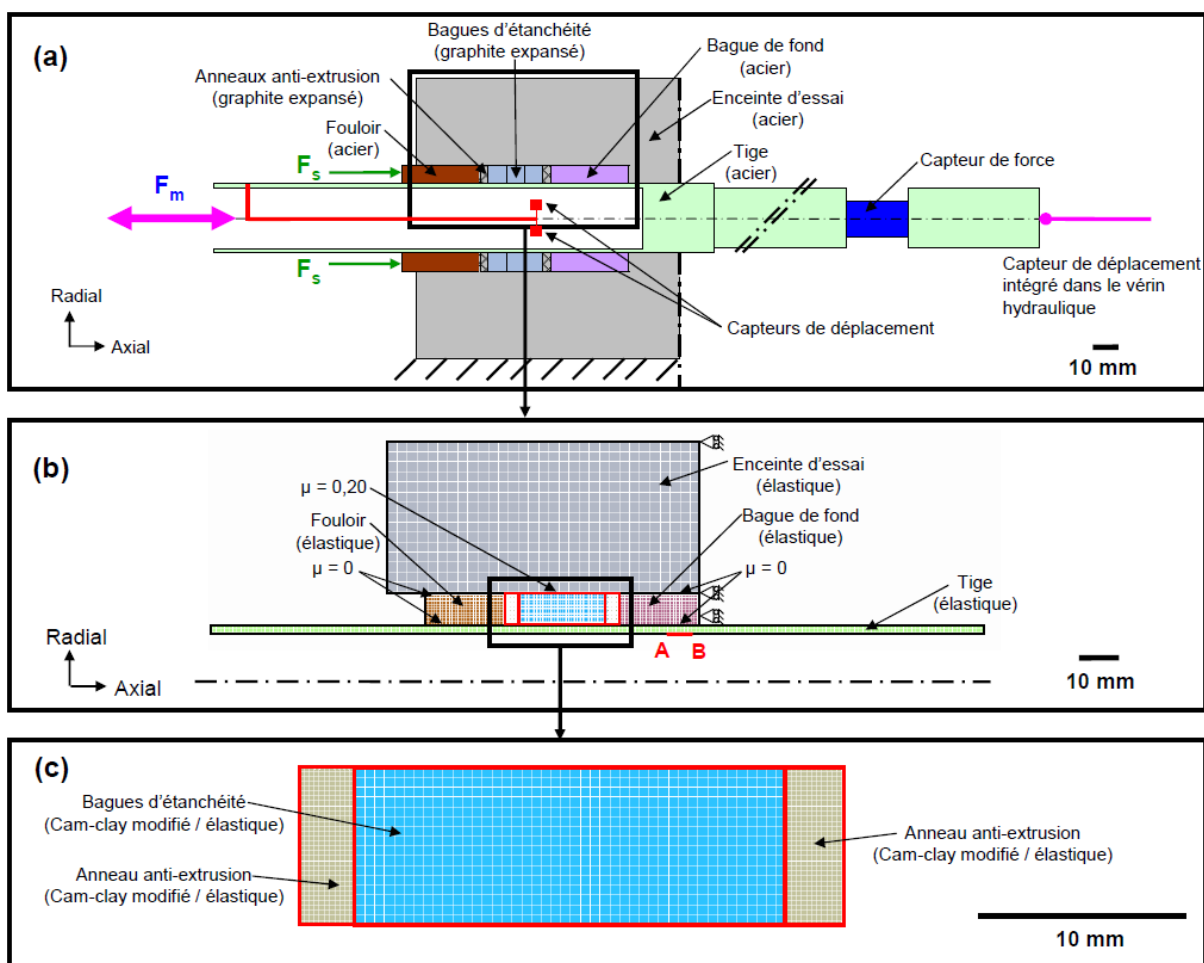 (a)
Bagues d'étanchéité
(graphite expansé)
Bague de fond
(acier)
Anneaux anti-extrusion
(graphite expansé)
Enceinte d'essai
(acier)
Fouloir
(acier)
Tige
(acier)
Capteur de force
Fs
Fm
Fs
Capteur de déplacement
intégré dans le vérin
hydraulique
Radial
Axial
Capteurs de déplacement
10 mm
(b)
Enceinte d'essai
(élastique)
μ = 0,20
Fouloir
(élastique)
Bague de fond
(élastique)
μ = 0
μ = 0
Tige
(élastique)
Radial
A B
Axial
10 mm
(c)
Bagues d'étanchéité
(Cam-clay modifié / élastique)
Anneau anti-extrusion
(Cam-clay modifié / élastique)
Anneau anti-extrusion
(Cam-clay modifié / élastique)
10 mm